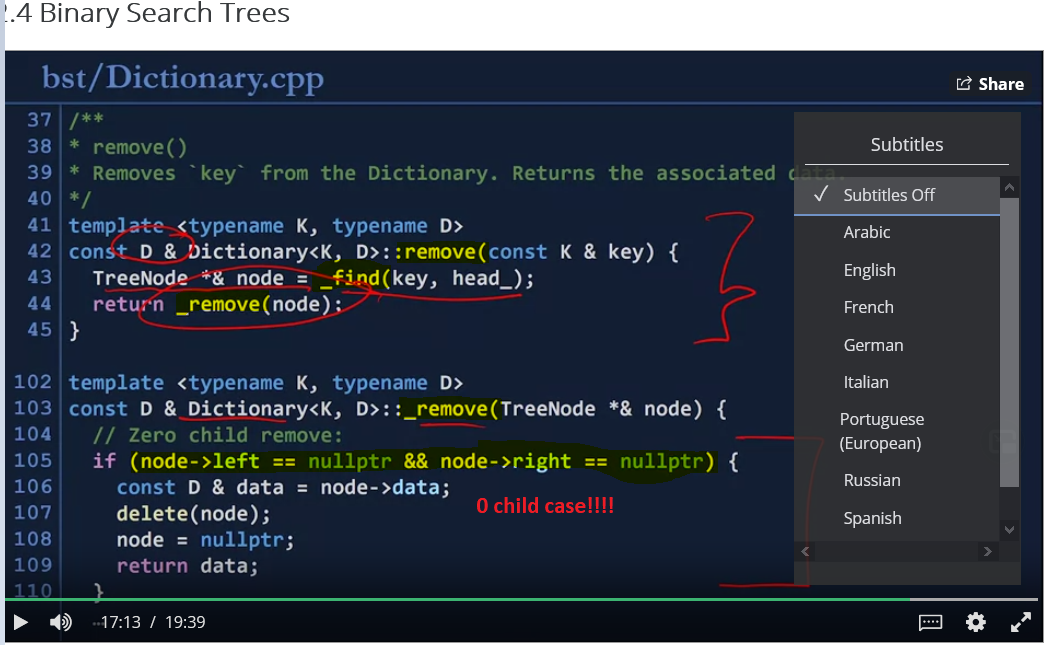 2.4 Binary Search Trees
bst/Dictionary.cpp
Share
37 /**
38 * remove()
39 * Removes `key` from the Dictionary. Returns the associated data.
40 */
41 template <typename K, typename D>
42 const D & Dictionary<K, D>::remove(const K & key) {
43 TreeNode *& node = _find(key, head_);
44 return _remove(node);
45 }
102 template <typename K, typename D>
103 const D & Dictionary<K, D>::_remove(TreeNode *& node) {
104 // Zero child remove:
105 if (node->left == nullptr && node->right == nullptr) {
106 const D & data = node->data;
107 delete(node);
108 node = nullptr;
109 return data;
110 }
0 child case!!!!
Subtitles
✓ Subtitles Off
Arabic
English
French
German
Italian
Portuguese
(European)
Russian
Spanish
-17:13 / 19:39